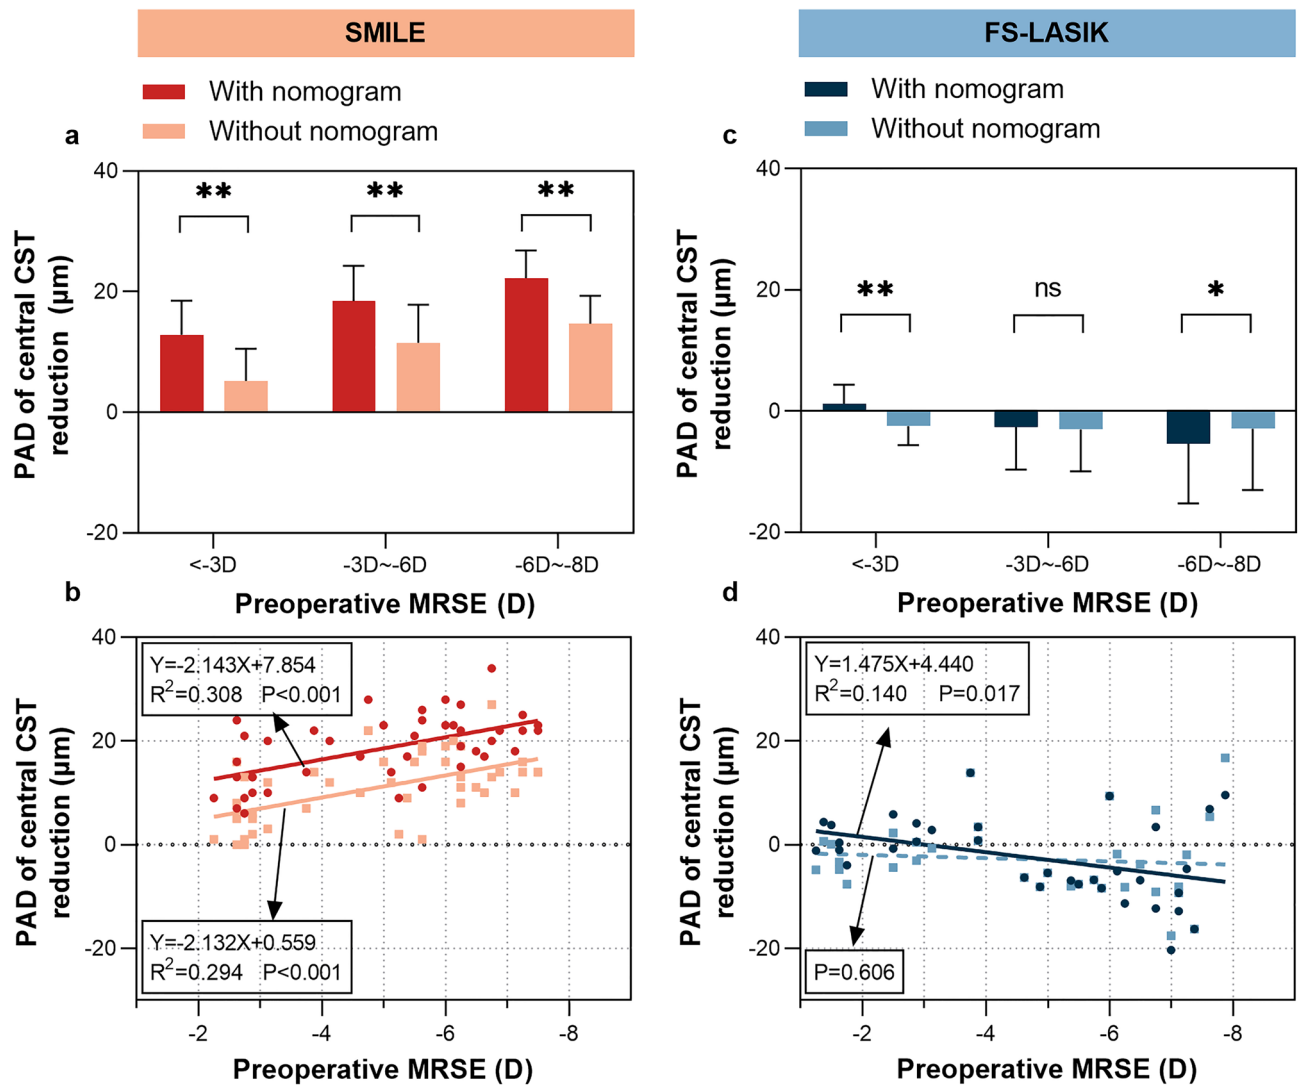 SMILE
With nomogram
Without nomogram
a
40
20
0
-20
PAD of central CST
reduction (μm)
** ** **
<-3D -3D~-6D -6D~-8D
Preoperative MRSE (D)
FS-LASIK
With nomogram
Without nomogram
c
40
20
0
-20
PAD of central CST
reduction (μm)
** ns *
<-3D -3D~-6D -6D~-8D
Preoperative MRSE (D)
b
40
20
0
-20
PAD of central CST
reduction (μm)
Y=-2.143X+7.854
R²=0.308 P<0.001
Y=-2.132X+0.559
R²=0.294 P<0.001
-2 -4 -6 -8
Preoperative MRSE (D)
d
40
20
0
-20
PAD of central CST
reduction (μm)
Y=1.475X+4.440
R²=0.140 P=0.017
P=0.606
-2 -4 -6 -8
Preoperative MRSE (D)